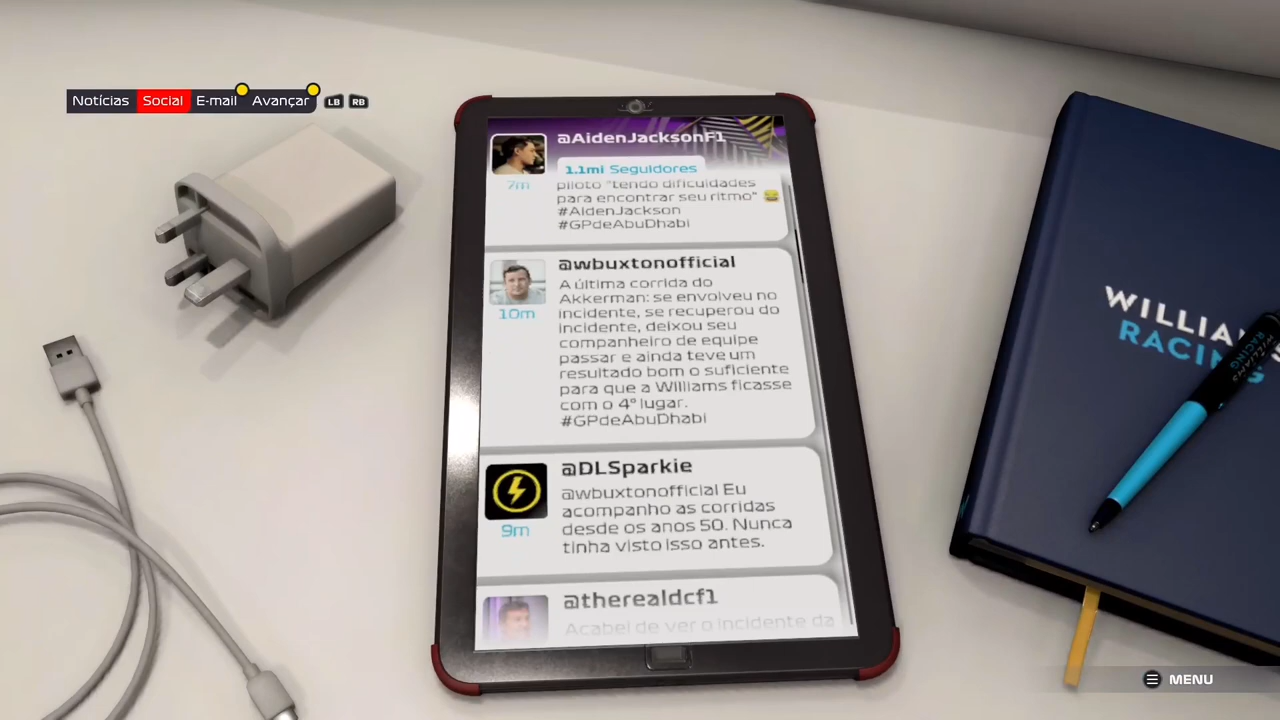 Notícias Social E-mail Avançar LB RB
@AidenJacksonF1
1.1mi Seguidores
7m
piloto "tendo dificuldades
para encontrar seu ritmo" 😄
#AidenJackson
#GPdeAbuDhabi
@wbuxtonofficial
10m
A última corrida do
Akkerman: se envolveu no
incidente, se recuperou do
incidente, deixou seu
companheiro de equipe
passar e ainda teve um
resultado bom o suficiente
para que a Williams ficasse
com o 4º lugar.
#GPdeAbuDhabi
@DLSparkie
9m
@wbuxtonofficial Eu
acompanho as corridas
desde os anos 50. Nunca
tinha visto isso antes.
@therealdcf1
Acabei de ver o incidente da
WILLIAMS
RACING
WILLIAMS
RACING
MENU